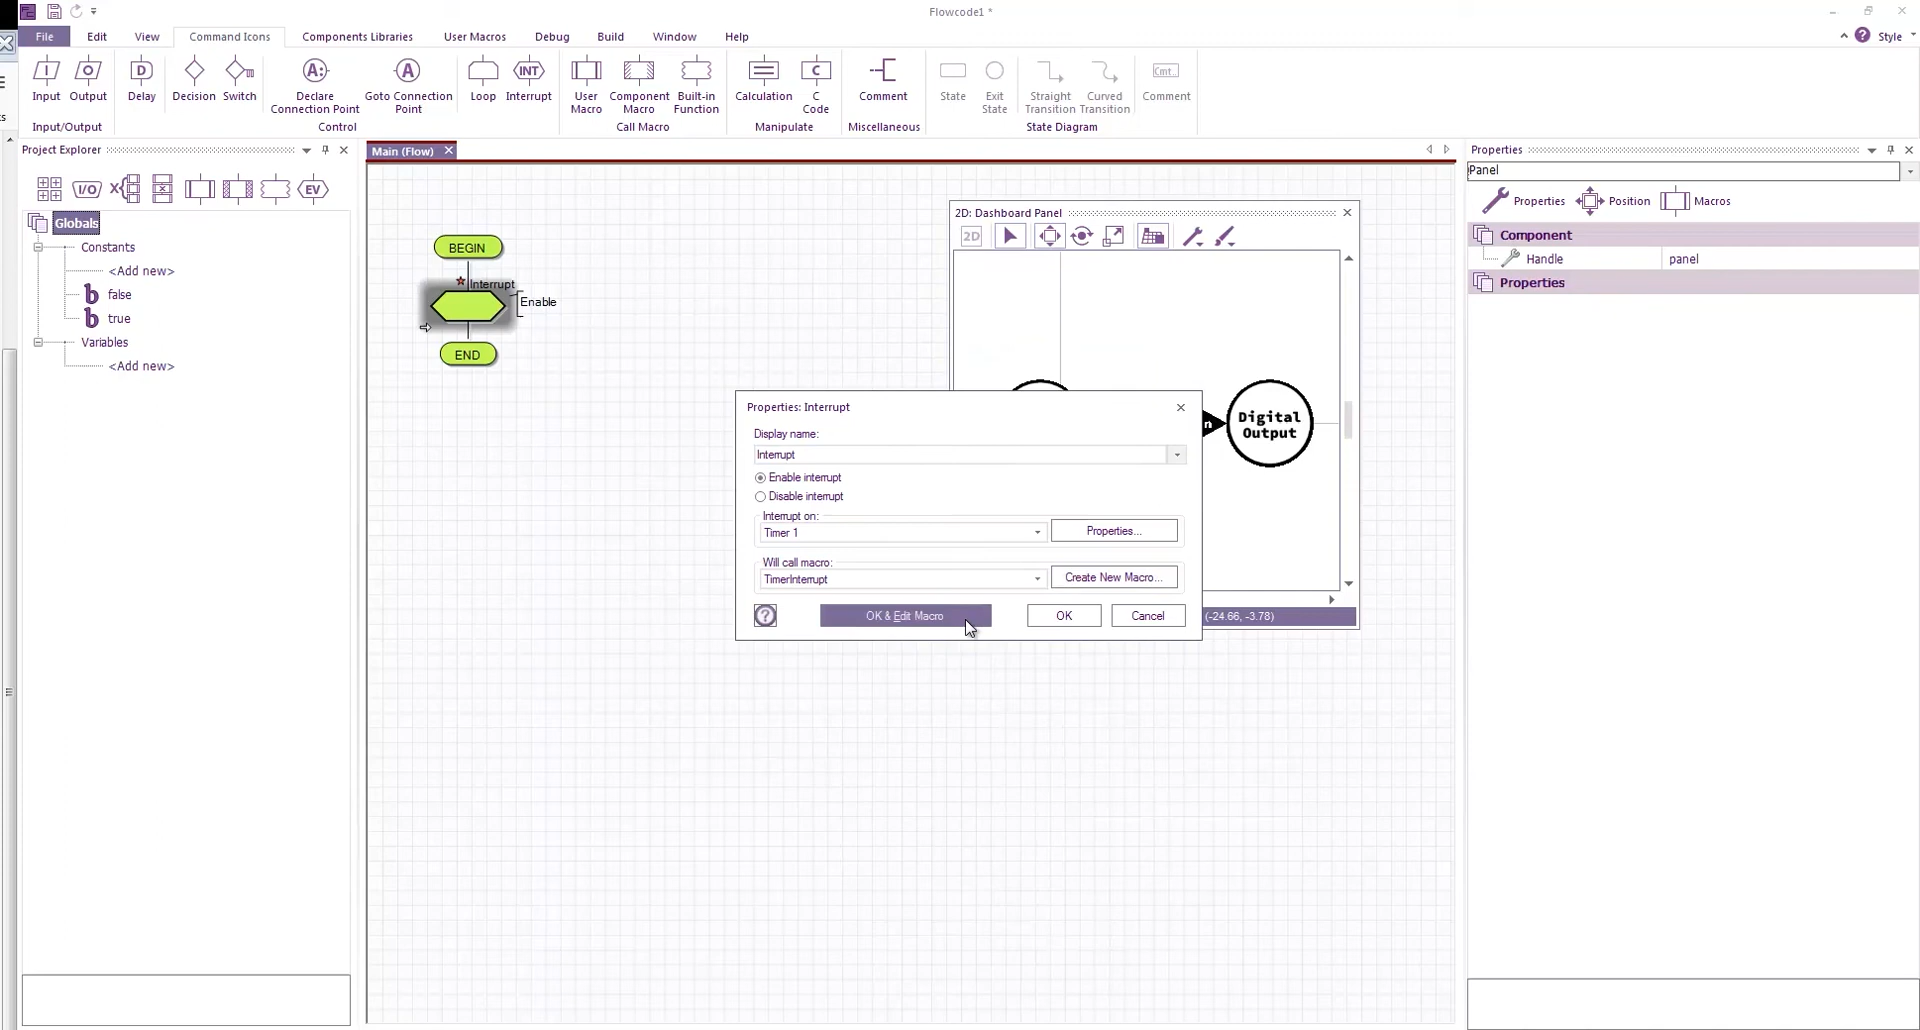 Flowcode1 *
File Edit View Command Icons Components Libraries User Macros Debug Build Window Help Style
Input Output Delay Decision Switch Declare Connection Point Goto Connection Point Loop INT Interrupt User Macro Component Macro Built-in Function Calculation C Code Comment State Exit State Straight Transition Curved Transition Cmt... Comment
Input/Output Control Call Macro Manipulate Miscellaneous State Diagram
Project Explorer
I/O EV
Globals
Constants
<Add new>
false
true
Variables
<Add new>
Main (Flow)
BEGIN
Interrupt
Enable
END
2D: Dashboard Panel
2D
Digital
Output
n
(-24.66, -3.78)
Properties: Interrupt
Display name:
Interrupt
Enable interrupt
Disable interrupt
Interrupt on:
Timer 1
Properties...
Will call macro:
TimerInterrupt
Create New Macro...
? OK & Edit Macro OK Cancel
Properties
Panel
Properties Position Macros
Component
Handle panel
Properties